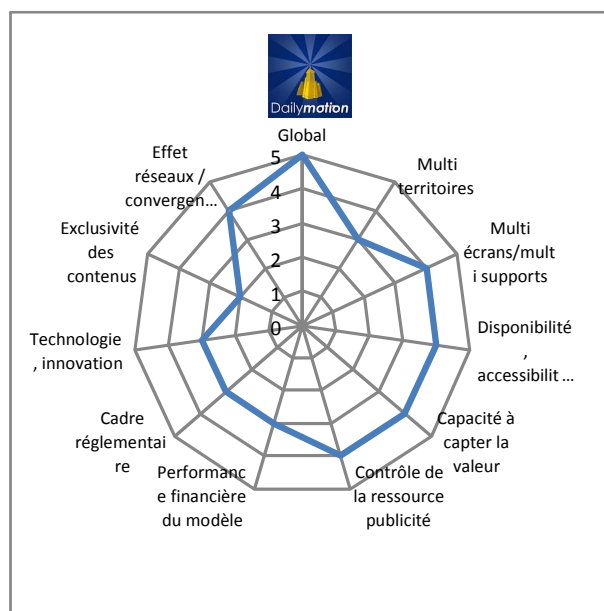 Dailymotion
Global
Effet
réseaux /
convergen...
Multi
territoires
Exclusivité
des
contenus
Multi
écrans/mult
i supports
5
4
3
2
1
0
Technologie
, innovation
Disponibilité
,
accessibilit ...
Cadre
réglementai
re
Capacité à
capter la
valeur
Performanc
e financière
du modèle
Contrôle de
la ressource
publicité